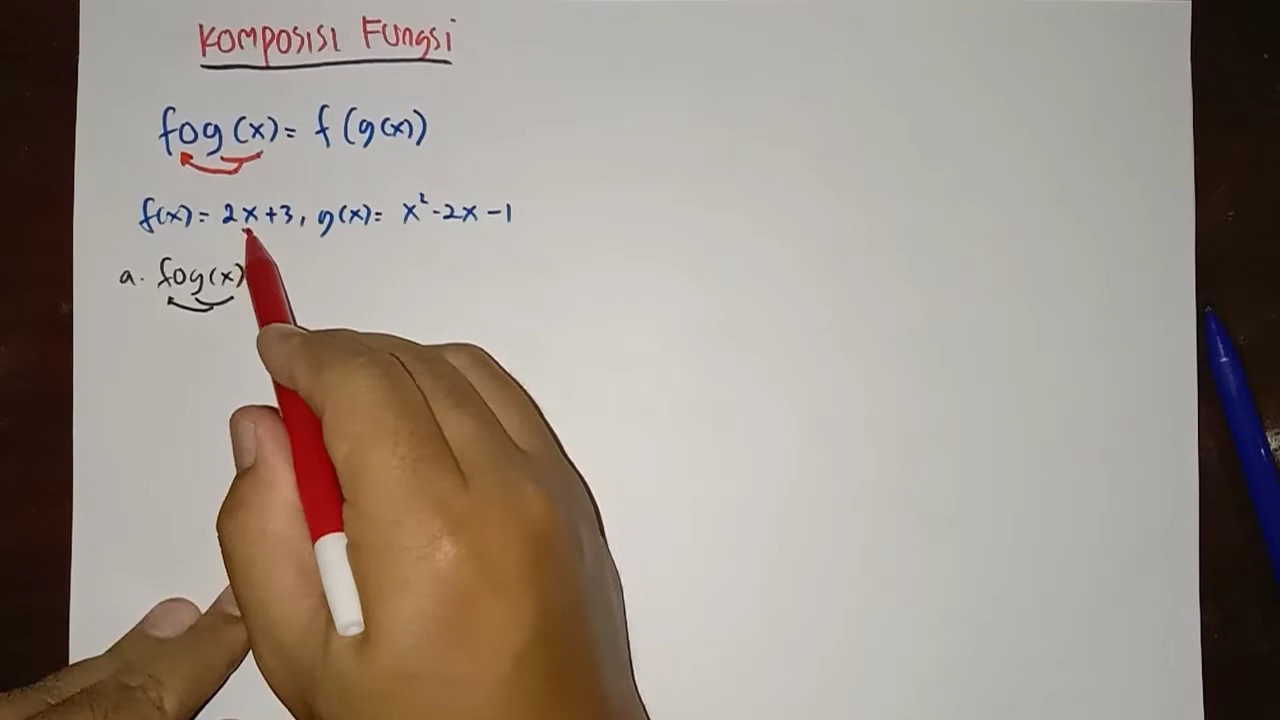 KOMPOSISI FUNGSI
fog(x) = f(g(x))
f(x) = 2x+3, g(x) = x²-2x-1
a. fog(x)